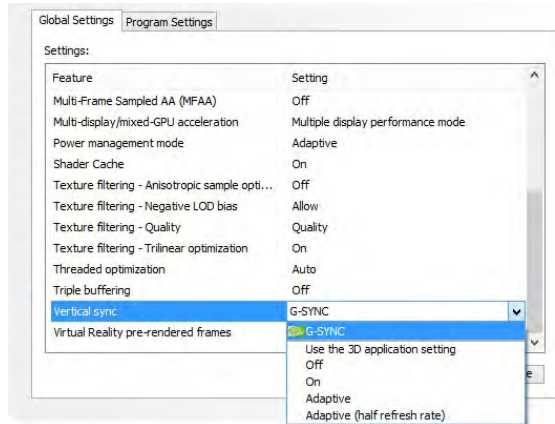 Global Settings Program Settings
Settings:
Feature Setting
Multi-Frame Sampled AA (MFAA) Off
Multi-display/mixed-GPU acceleration Multiple display performance mode
Power management mode Adaptive
Shader Cache On
Texture filtering - Anisotropic sample opti... Off
Texture filtering - Negative LOD bias Allow
Texture filtering - Quality Quality
Texture filtering - Trilinear optimization On
Threaded optimization Auto
Triple buffering Off
Vertical sync G-SYNC
Virtual Reality pre-rendered frames G-SYNC
Use the 3D application setting
Off
On
Adaptive
Adaptive (half refresh rate)